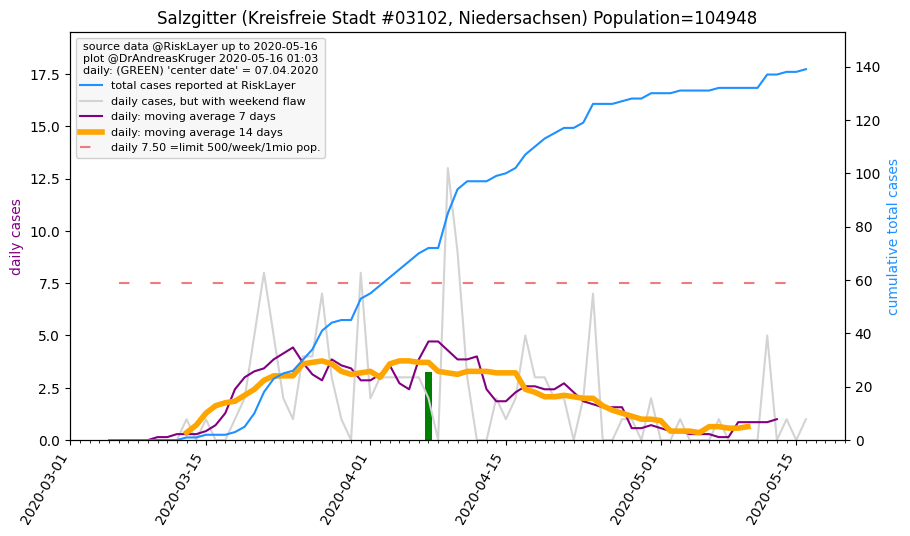 Salzgitter (Kreisfreie Stadt #03102, Niedersachsen) Population=104948
source data @RiskLayer up to 2020-05-16
plot @DrAndreasKruger 2020-05-16 01:03
daily: (GREEN) 'center date' = 07.04.2020
total cases reported at RiskLayer
daily cases, but with weekend flaw
daily: moving average 7 days
daily: moving average 14 days
daily 7.50 =limit 500/week/1mio pop.
daily cases
17.5
15.0
12.5
10.0
7.5
5.0
2.5
0.0
140
120
100
80
60
40
20
0
cumulative total cases
2020-03-01
2020-03-15
2020-04-01
2020-04-15
2020-05-01
2020-05-15